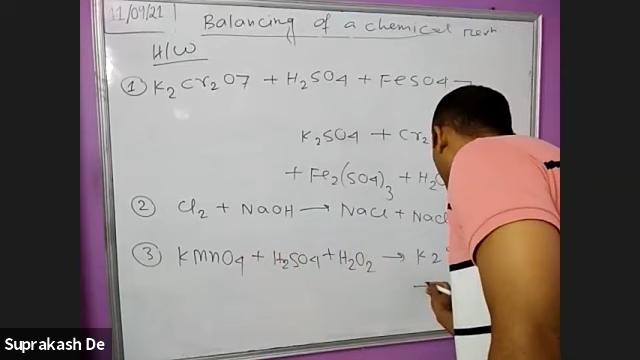 11/09/21
Balancing of a chemical
H/W
① K2Cr2O7 + H2SO4 + FeSO4 →
K2SO4 + Cr2
+ Fe2(SO4)3 + H2O
② Cl2 + NaOH → NaCl + NaCl
③ KMnO4 + H2SO4 + H2O2 → K2
Suprakash De